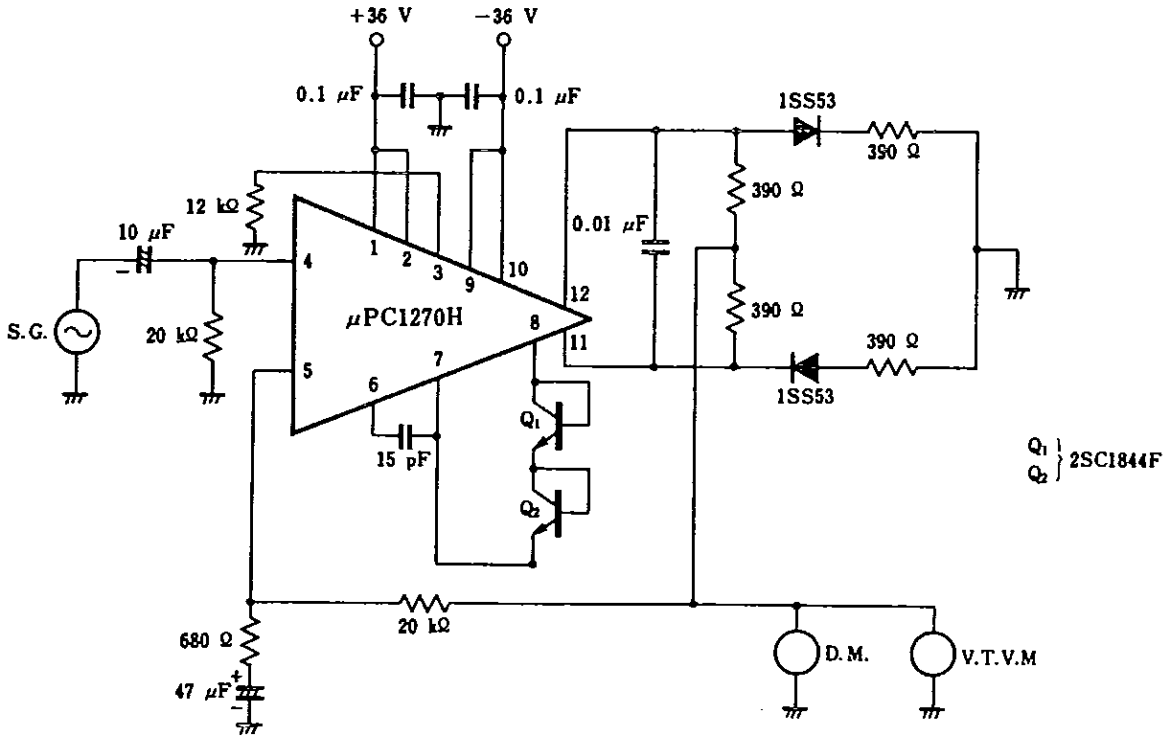 +36 V
−36 V
0.1 μF
0.1 μF
1SS53
390 Ω
390 Ω
12 kΩ
10 μF
−
0.01 μF
4
1
2
3
9
10
12
S.G.
20 kΩ
μPC1270H
8
11
390 Ω
390 Ω
5
6
7
1SS53
15 pF
Q₁
Q₂
Q₁
Q₂
} 2SC1844F
20 kΩ
680 Ω
D.M.
V.T.V.M
+
47 μF
−